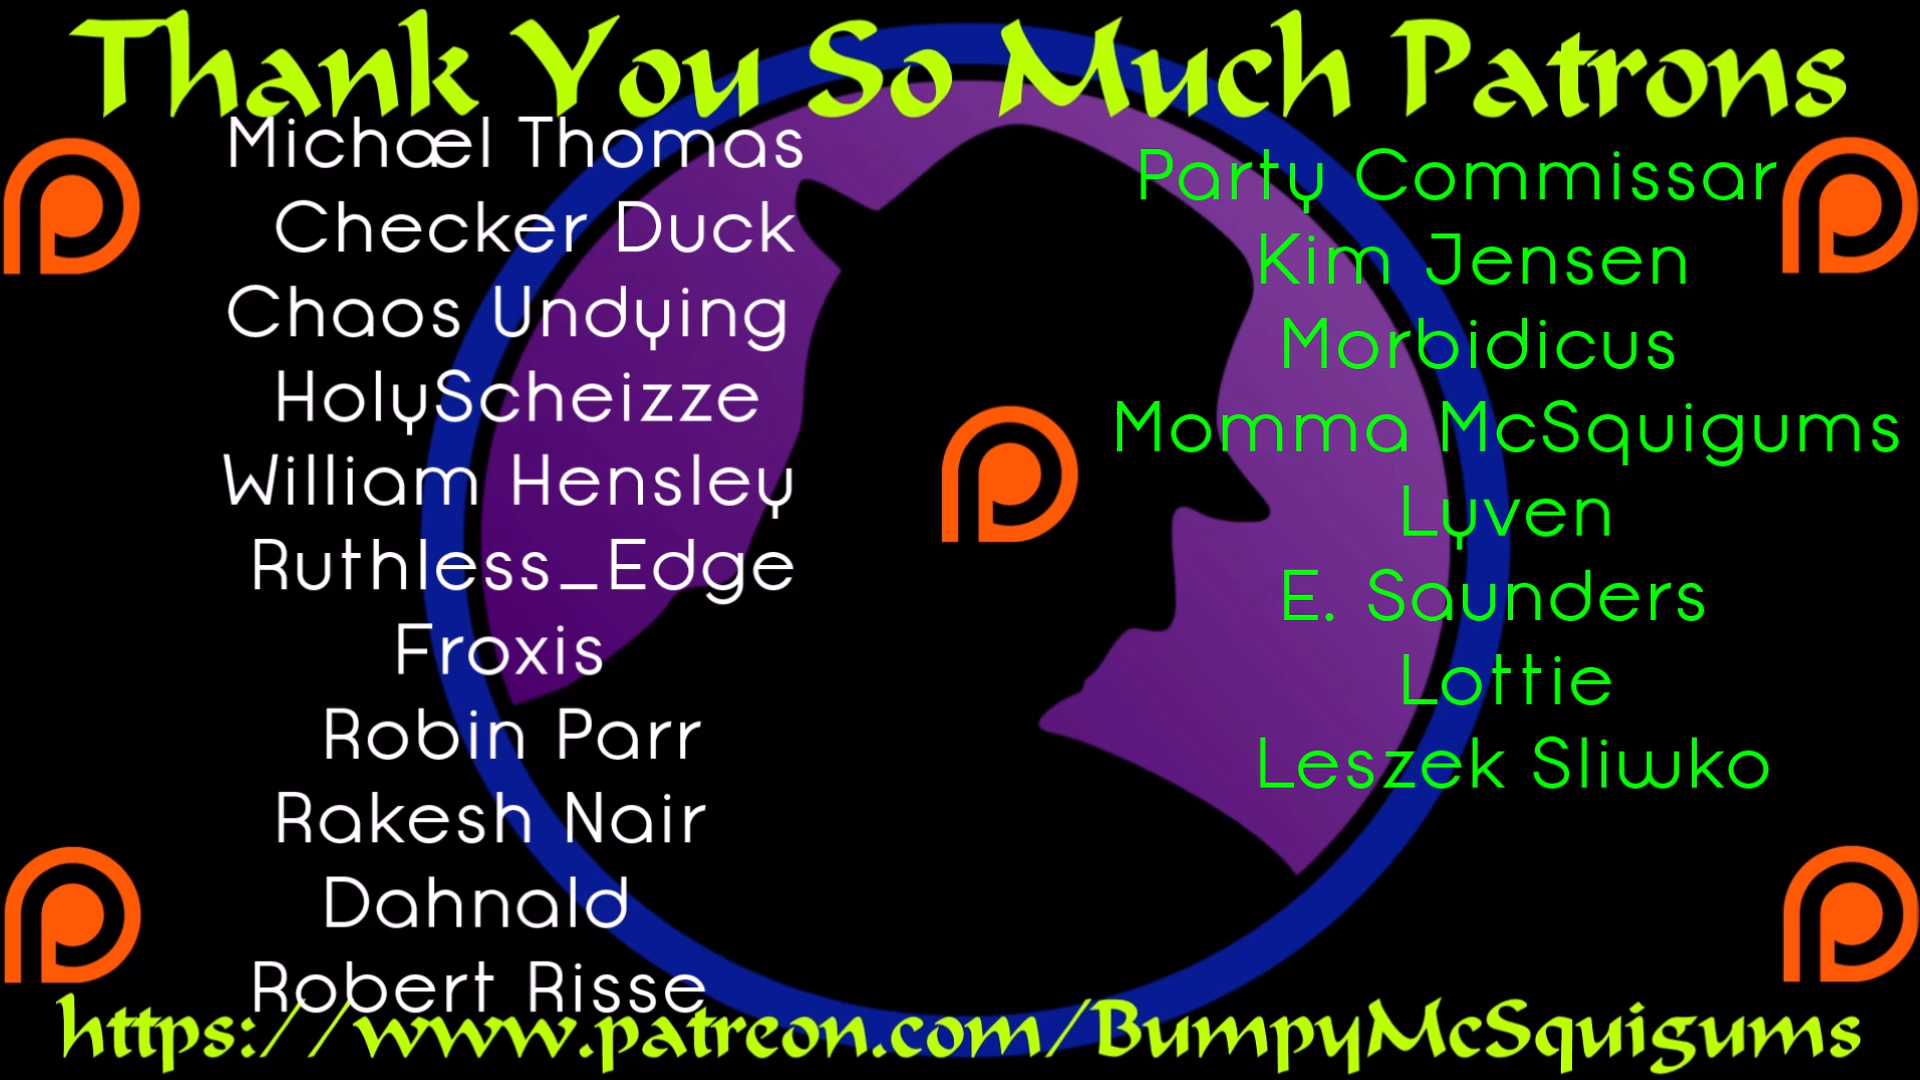 Thank You So Much Patrons
Michael Thomas
Checker Duck
Chaos Undying
HolyScheizze
William Hensley
Ruthless_Edge
Froxis
Robin Parr
Rakesh Nair
Dahnald
Robert Risse
Party Commissar
Kim Jensen
Morbidicus
Momma McSquigums
Lyven
E. Saunders
Lottie
Leszek Sliwko
https://www.patreon.com/BumpyMcSquigums